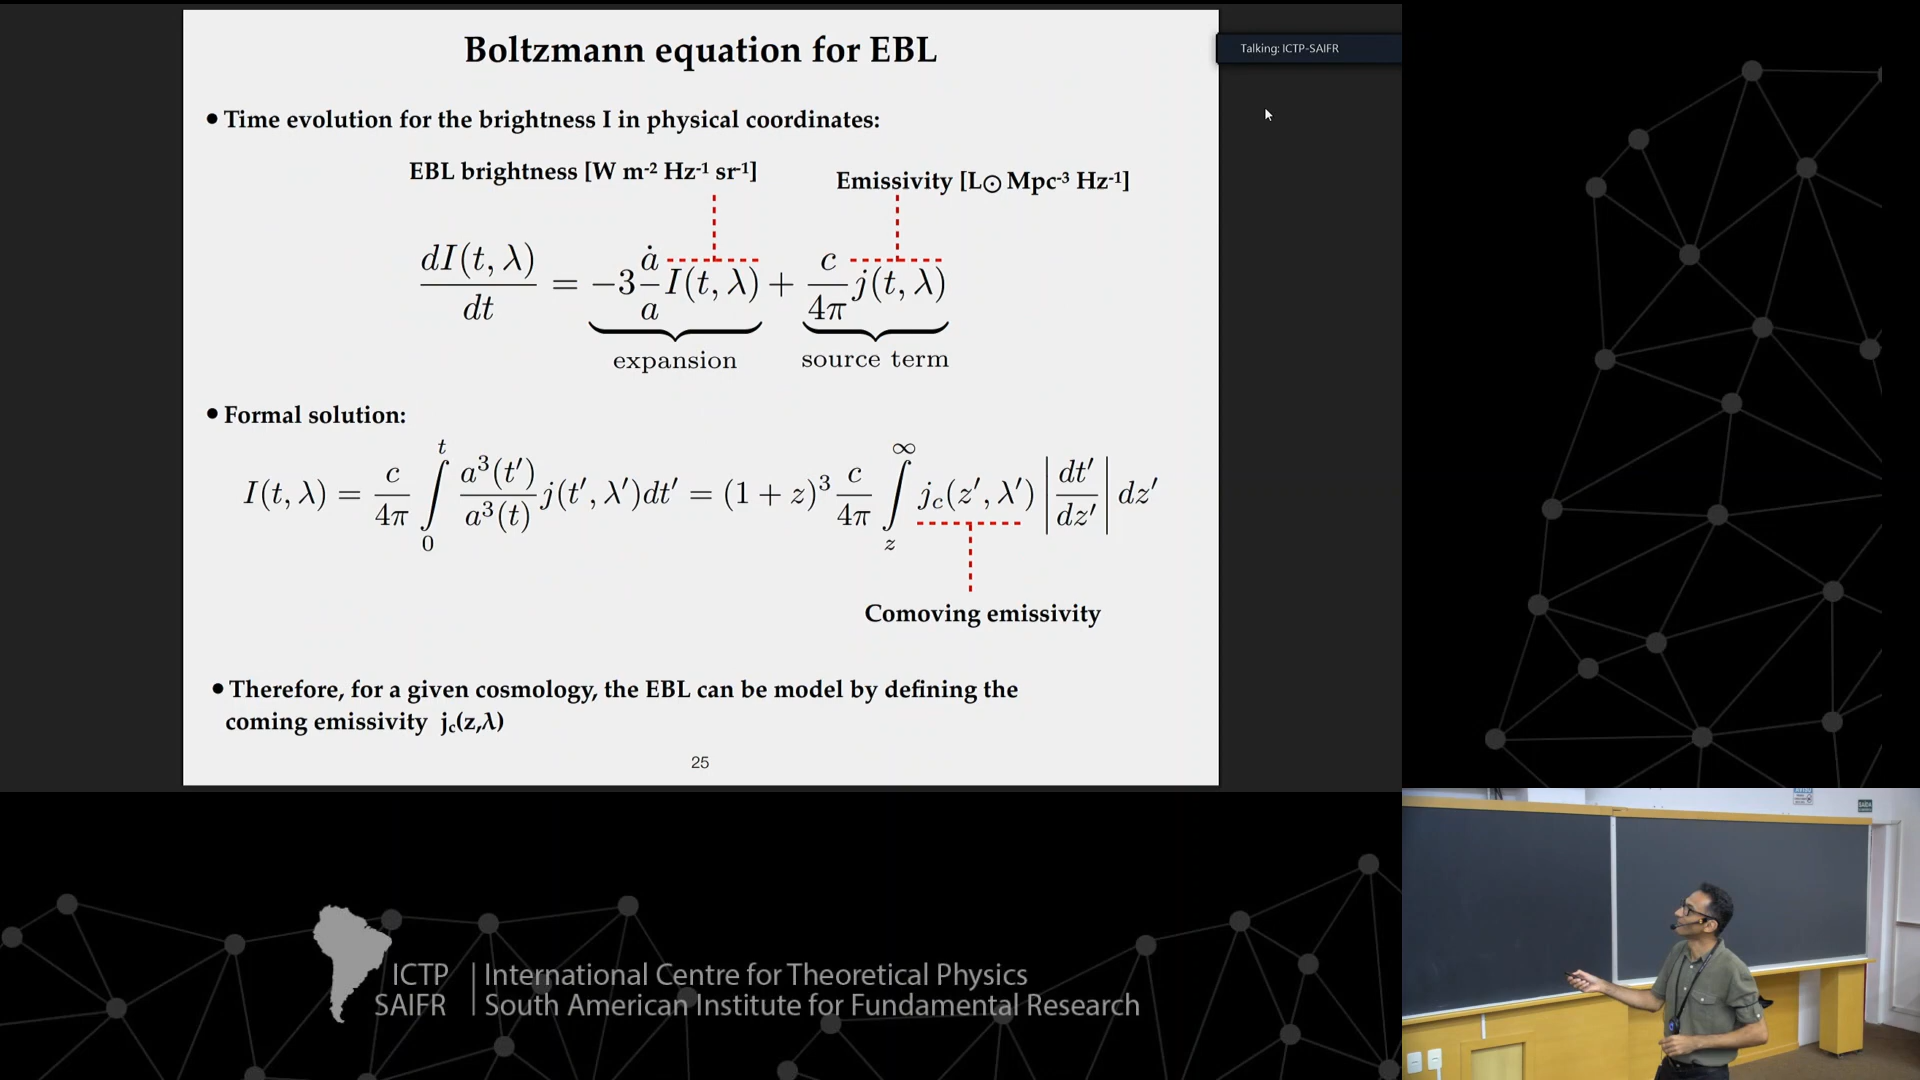 Boltzmann equation for EBL
Talking: ICTP-SAIFR
• Time evolution for the brightness I in physical coordinates:
EBL brightness [W m⁻² Hz⁻¹ sr⁻¹]
Emissivity [L⊙ Mpc⁻³ Hz⁻¹]
dI(t, λ)/dt = −3 ȧ/a I(t, λ) + c/4π j(t, λ)
expansion
source term
• Formal solution:
I(t, λ) = c/4π ∫₀ᵗ a³(t′)/a³(t) j(t′, λ′)dt′ = (1 + z)³ c/4π ∫_z^∞ j_c(z′, λ′) |dt′/dz′| dz′
Comoving emissivity
• Therefore, for a given cosmology, the EBL can be model by defining the
coming emissivity j_c(z,λ)
25
ICTP | International Centre for Theoretical Physics
SAIFR | South American Institute for Fundamental Research